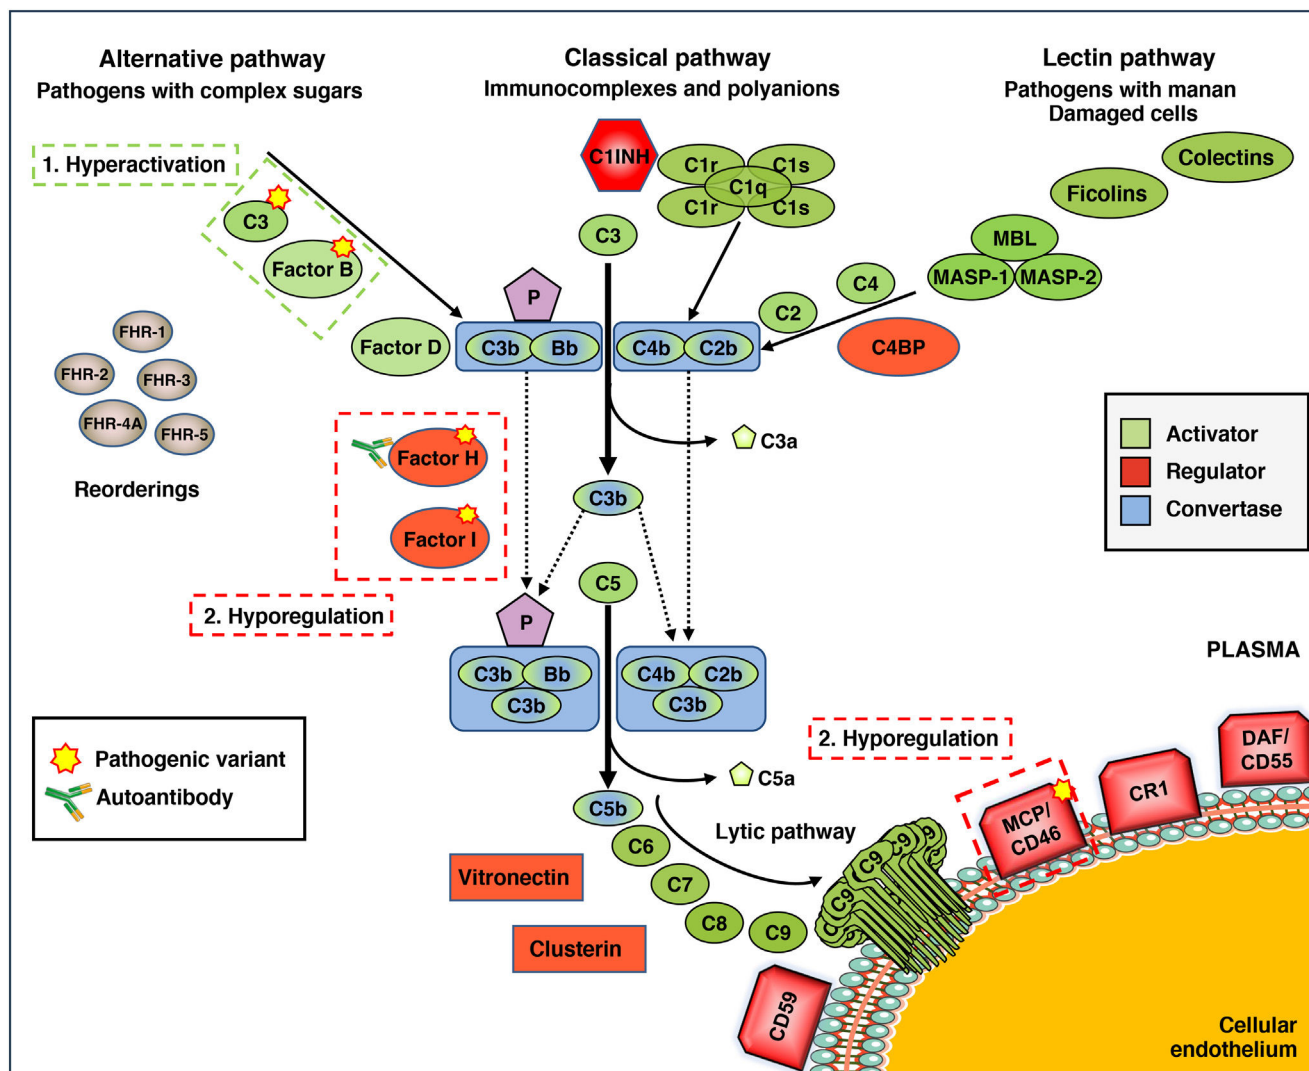 Alternative pathway
Pathogens with complex sugars
Classical pathway
Immunocomplexes and polyanions
Lectin pathway
Pathogens with manan
Damaged cells
1. Hyperactivation
C3
Factor B
C1INH
C1r
C1s
C1q
C1r
C1s
Colectins
Ficolins
MBL
MASP-1
MASP-2
C3
C4
C2
C4BP
P
Factor D
C3b
Bb
C4b
C2b
FHR-1
FHR-2
FHR-3
FHR-4A
FHR-5
Reorderings
C3a
Activator
Regulator
Convertase
Factor H
Factor I
2. Hyporegulation
C3b
C5
P
C3b
Bb
C3b
C4b
C2b
C3b
PLASMA
Pathogenic variant
Autoantibody
2. Hyporegulation
C5a
C5b
Lytic pathway
C6
C7
C8
C9
Vitronectin
Clusterin
C9
C9
C9
C9
C9
MCP/
CD46
CR1
DAF/
CD55
CD59
Cellular
endothelium